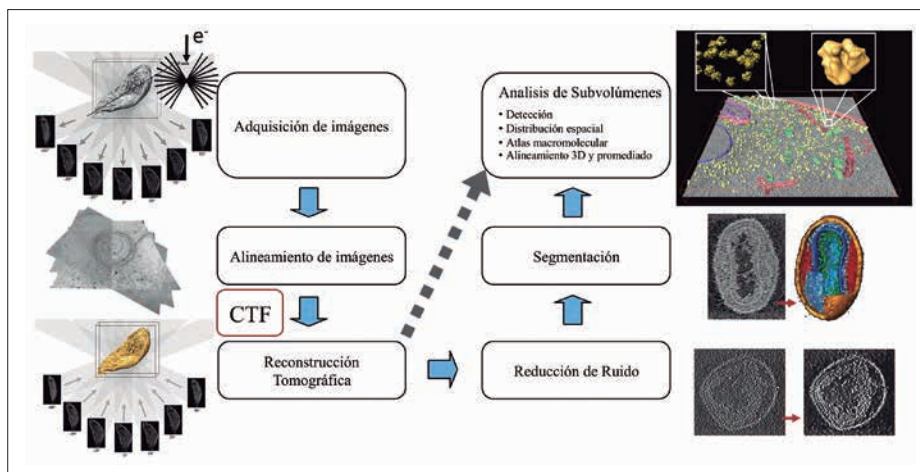 e-
Adquisición de imágenes
Alineamiento de imágenes
CTF
Reconstrucción
Tomográfica
Reducción de Ruido
Segmentación
Analisis de Subvolúmenes
• Detección
• Distribución espacial
• Atlas macromolecular
• Alineamiento 3D y promediado